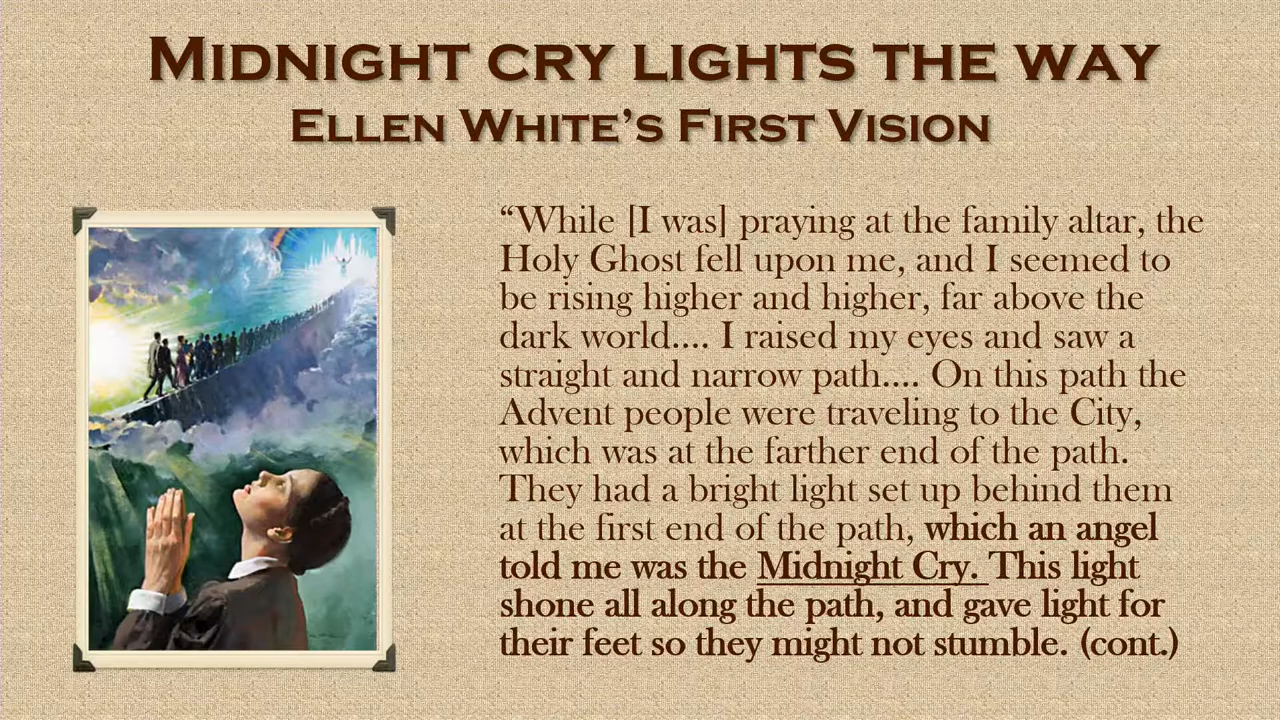 Midnight cry lights the way
Ellen White’s First Vision
“While [I was] praying at the family altar, the
Holy Ghost fell upon me, and I seemed to
be rising higher and higher, far above the
dark world.... I raised my eyes and saw a
straight and narrow path.... On this path the
Advent people were traveling to the City,
which was at the farther end of the path.
They had a bright light set up behind them
at the first end of the path, which an angel
told me was the Midnight Cry. This light
shone all along the path, and gave light for
their feet so they might not stumble. (cont.)